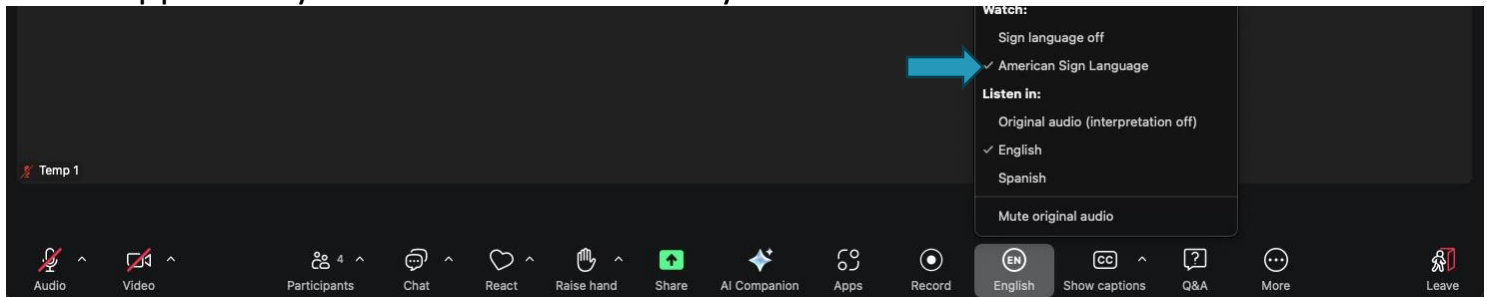 Watch:
Sign language off
American Sign Language
Listen in:
Original audio (interpretation off)
English
Spanish
Mute original audio
Temp 1
4
EN
CC
Audio Video Participants Chat React Raise hand Share AI Companion Apps Record English Show captions Q&A More Leave